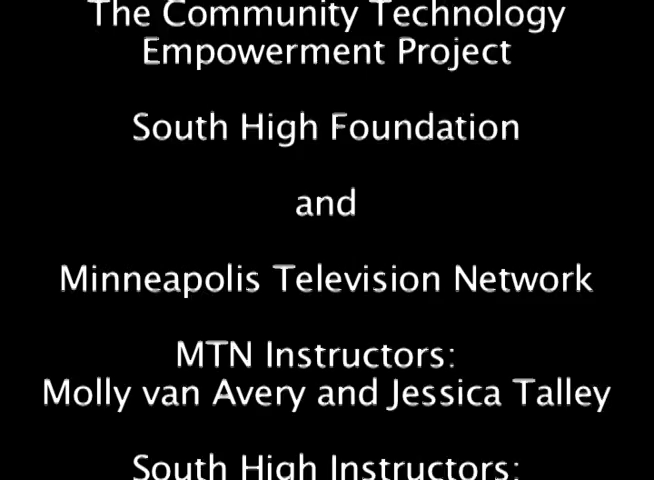 The Community Technology
Empowerment Project
South High Foundation
and
Minneapolis Television Network
MTN Instructors:
Molly van Avery and Jessica Talley
South High Instructors: